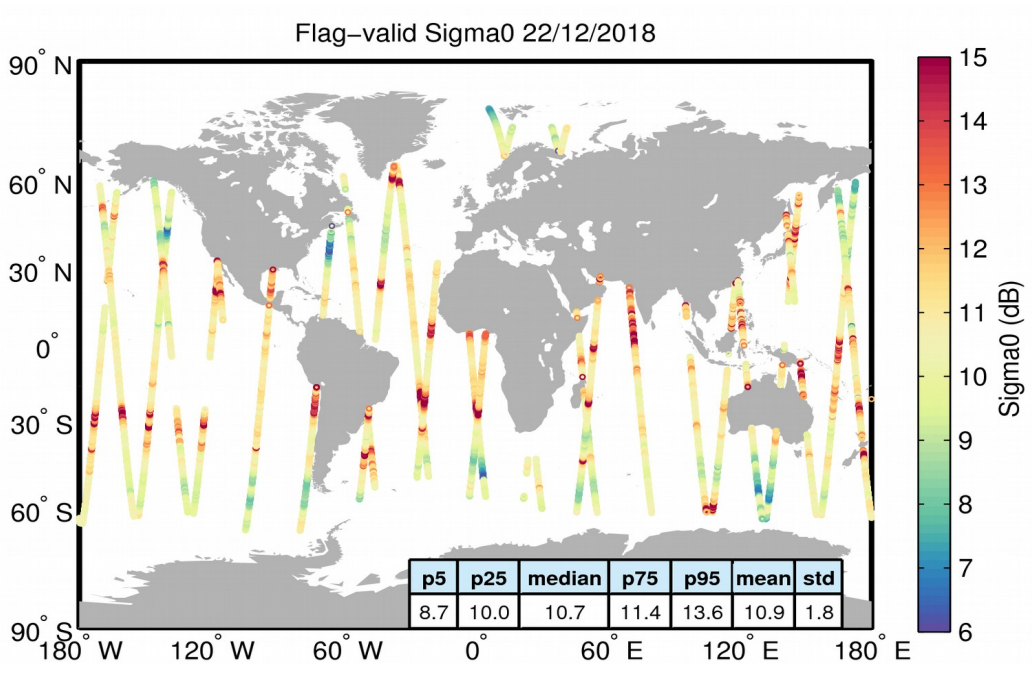 Flag−valid Sigma0 22/12/2018
90° N
60° N
30° N
0°
30° S
60° S
90° S
180° W
120° W
60° W
0°
60° E
120° E
180° E
p5 p25 median p75 p95 mean std
8.7 10.0 10.7 11.4 13.6 10.9 1.8
15
14
13
12
11
10
9
8
7
6
Sigma0 (dB)